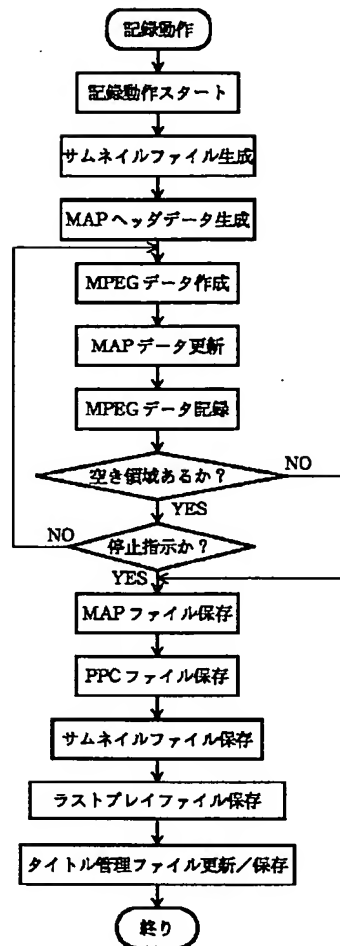 記録動作
記録動作スタート
サムネイルファイル生成
MAPヘッダデータ生成
MPEGデータ作成
MAPデータ更新
MPEGデータ記録
空き領域あるか？
NO
YES
停止指示か？
NO
YES
MAPファイル保存
PPCファイル保存
サムネイルファイル保存
ラストプレイファイル保存
タイトル管理ファイル更新／保存
終り